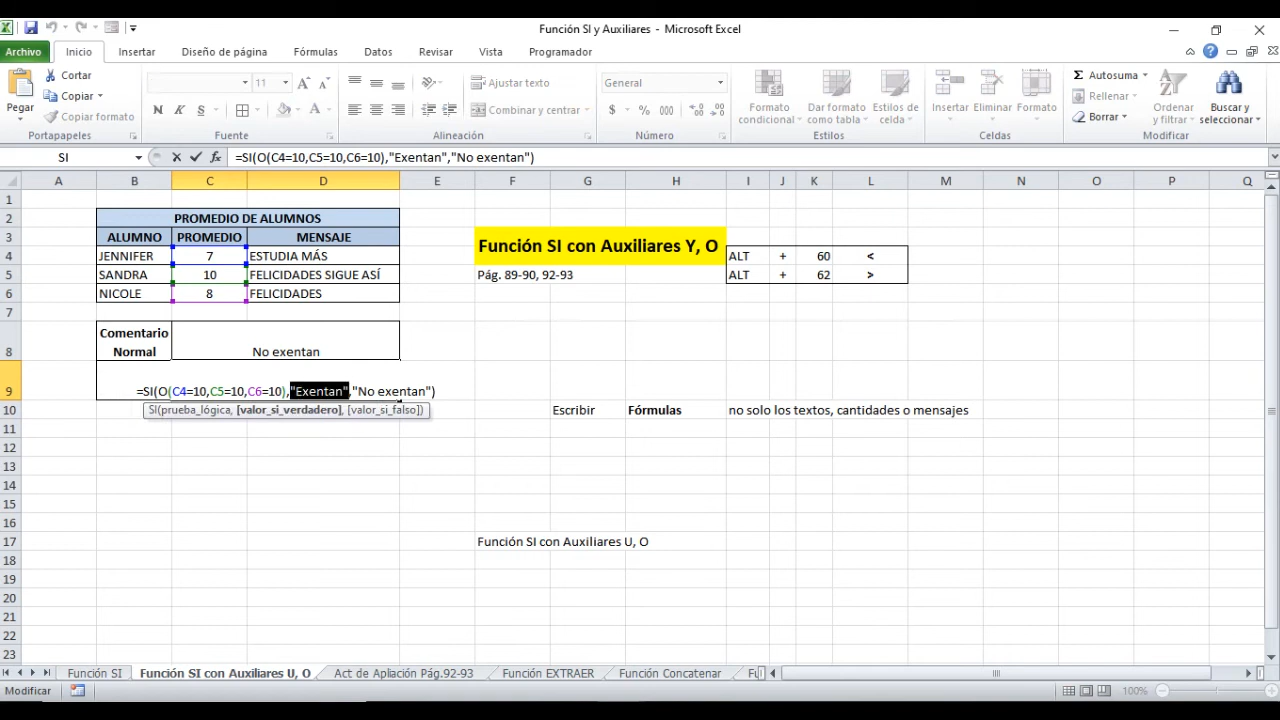 Función SI y Auxiliares - Microsoft Excel
Archivo Inicio Insertar Diseño de página Fórmulas Datos Revisar Vista Programador
Pegar
Cortar
Copiar
Copiar formato
Portapapeles
11
N K S
Fuente
Ajustar texto
Combinar y centrar
Alineación
General
$ % 000
Número
Formato condicional
Dar formato como tabla
Estilos de celda
Estilos
Insertar Eliminar Formato
Celdas
Autosuma
Rellenar
Borrar
Ordenar y filtrar
Buscar y seleccionar
Modificar
SI fx =SI(O(C4=10,C5=10,C6=10),"Exentan","No exentan")
A B C D E F G H I J K L M N O P Q
1
2 PROMEDIO DE ALUMNOS
3 ALUMNO PROMEDIO MENSAJE Función SI con Auxiliares Y, O
4 JENNIFER 7 ESTUDIA MÁS ALT + 60 <
5 SANDRA 10 FELICIDADES SIGUE ASÍ Pág. 89-90, 92-93 ALT + 62 >
6 NICOLE 8 FELICIDADES
7
Comentario
8 Normal No exentan
9 =SI(O(C4=10,C5=10,C6=10),"Exentan","No exentan")
10 SI(prueba_lógica, [valor_si_verdadero], [valor_si_falso]) Escribir Fórmulas no solo los textos, cantidades o mensajes
11
12
13
14
15
16
17 Función SI con Auxiliares U, O
18
19
20
21
22
23
Función SI Función SI con Auxiliares U, O Act de Apliación Pág.92-93 Función EXTRAER Función Concatenar
Modificar 100%